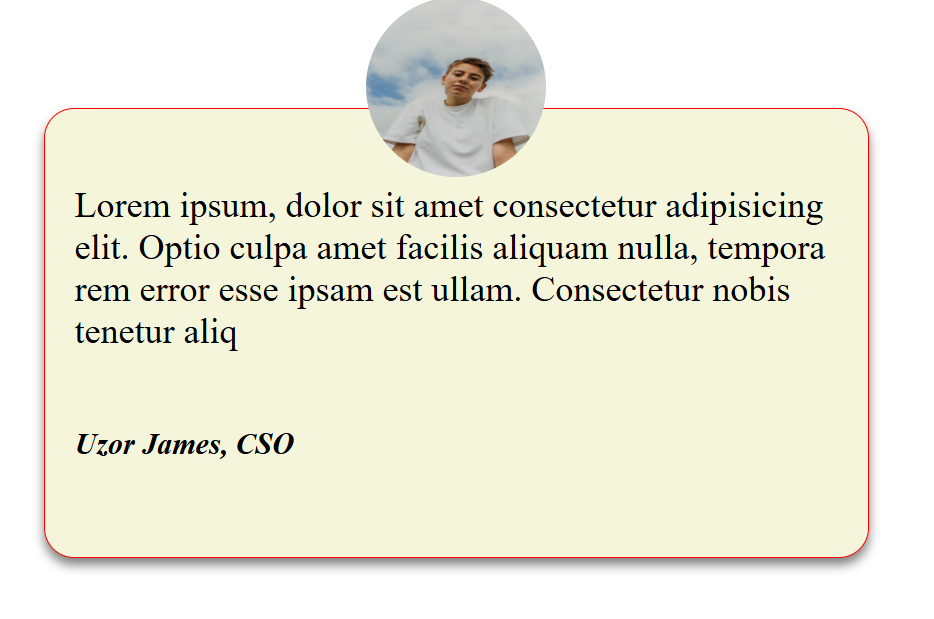 Lorem ipsum, dolor sit amet consectetur adipisicing
elit. Optio culpa amet facilis aliquam nulla, tempora
rem error esse ipsam est ullam. Consectetur nobis
tenetur aliq
Uzor James, CSO